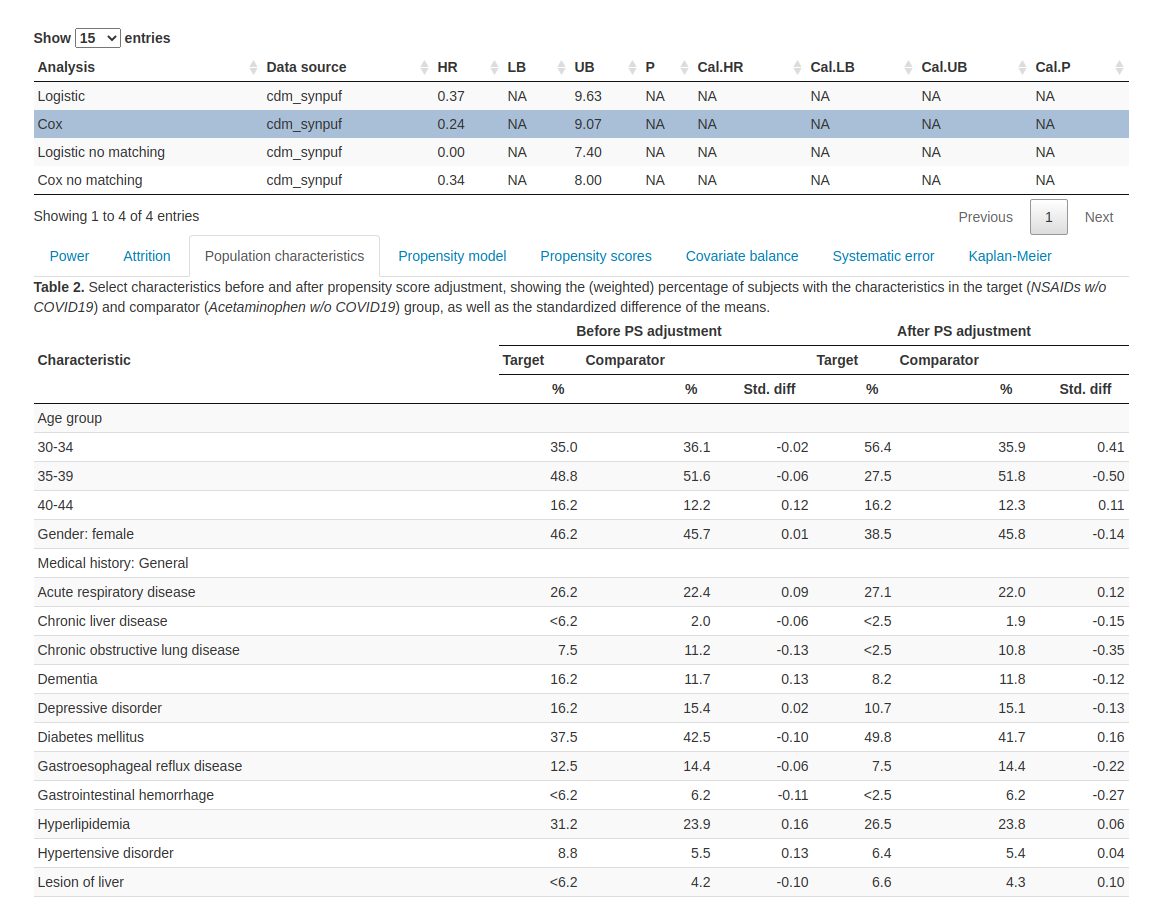 Show 15 entries
Analysis Data source HR LB UB P Cal.HR Cal.LB Cal.UB Cal.P
Logistic cdm_synpuf 0.37 NA 9.63 NA NA NA NA NA
Cox cdm_synpuf 0.24 NA 9.07 NA NA NA NA NA
Logistic no matching cdm_synpuf 0.00 NA 7.40 NA NA NA NA NA
Cox no matching cdm_synpuf 0.34 NA 8.00 NA NA NA NA NA
Showing 1 to 4 of 4 entries Previous 1 Next
Power Attrition Population characteristics Propensity model Propensity scores Covariate balance Systematic error Kaplan-Meier
Table 2. Select characteristics before and after propensity score adjustment, showing the (weighted) percentage of subjects with the characteristics in the target (NSAIDs w/o
COVID19) and comparator (Acetaminophen w/o COVID19) group, as well as the standardized difference of the means.
Before PS adjustment After PS adjustment
Characteristic Target Comparator Target Comparator
% % Std. diff % % Std. diff
Age group
30-34 35.0 36.1 -0.02 56.4 35.9 0.41
35-39 48.8 51.6 -0.06 27.5 51.8 -0.50
40-44 16.2 12.2 0.12 16.2 12.3 0.11
Gender: female 46.2 45.7 0.01 38.5 45.8 -0.14
Medical history: General
Acute respiratory disease 26.2 22.4 0.09 27.1 22.0 0.12
Chronic liver disease <6.2 2.0 -0.06 <2.5 1.9 -0.15
Chronic obstructive lung disease 7.5 11.2 -0.13 <2.5 10.8 -0.35
Dementia 16.2 11.7 0.13 8.2 11.8 -0.12
Depressive disorder 16.2 15.4 0.02 10.7 15.1 -0.13
Diabetes mellitus 37.5 42.5 -0.10 49.8 41.7 0.16
Gastroesophageal reflux disease 12.5 14.4 -0.06 7.5 14.4 -0.22
Gastrointestinal hemorrhage <6.2 6.2 -0.11 <2.5 6.2 -0.27
Hyperlipidemia 31.2 23.9 0.16 26.5 23.8 0.06
Hypertensive disorder 8.8 5.5 0.13 6.4 5.4 0.04
Lesion of liver <6.2 4.2 -0.10 6.6 4.3 0.10